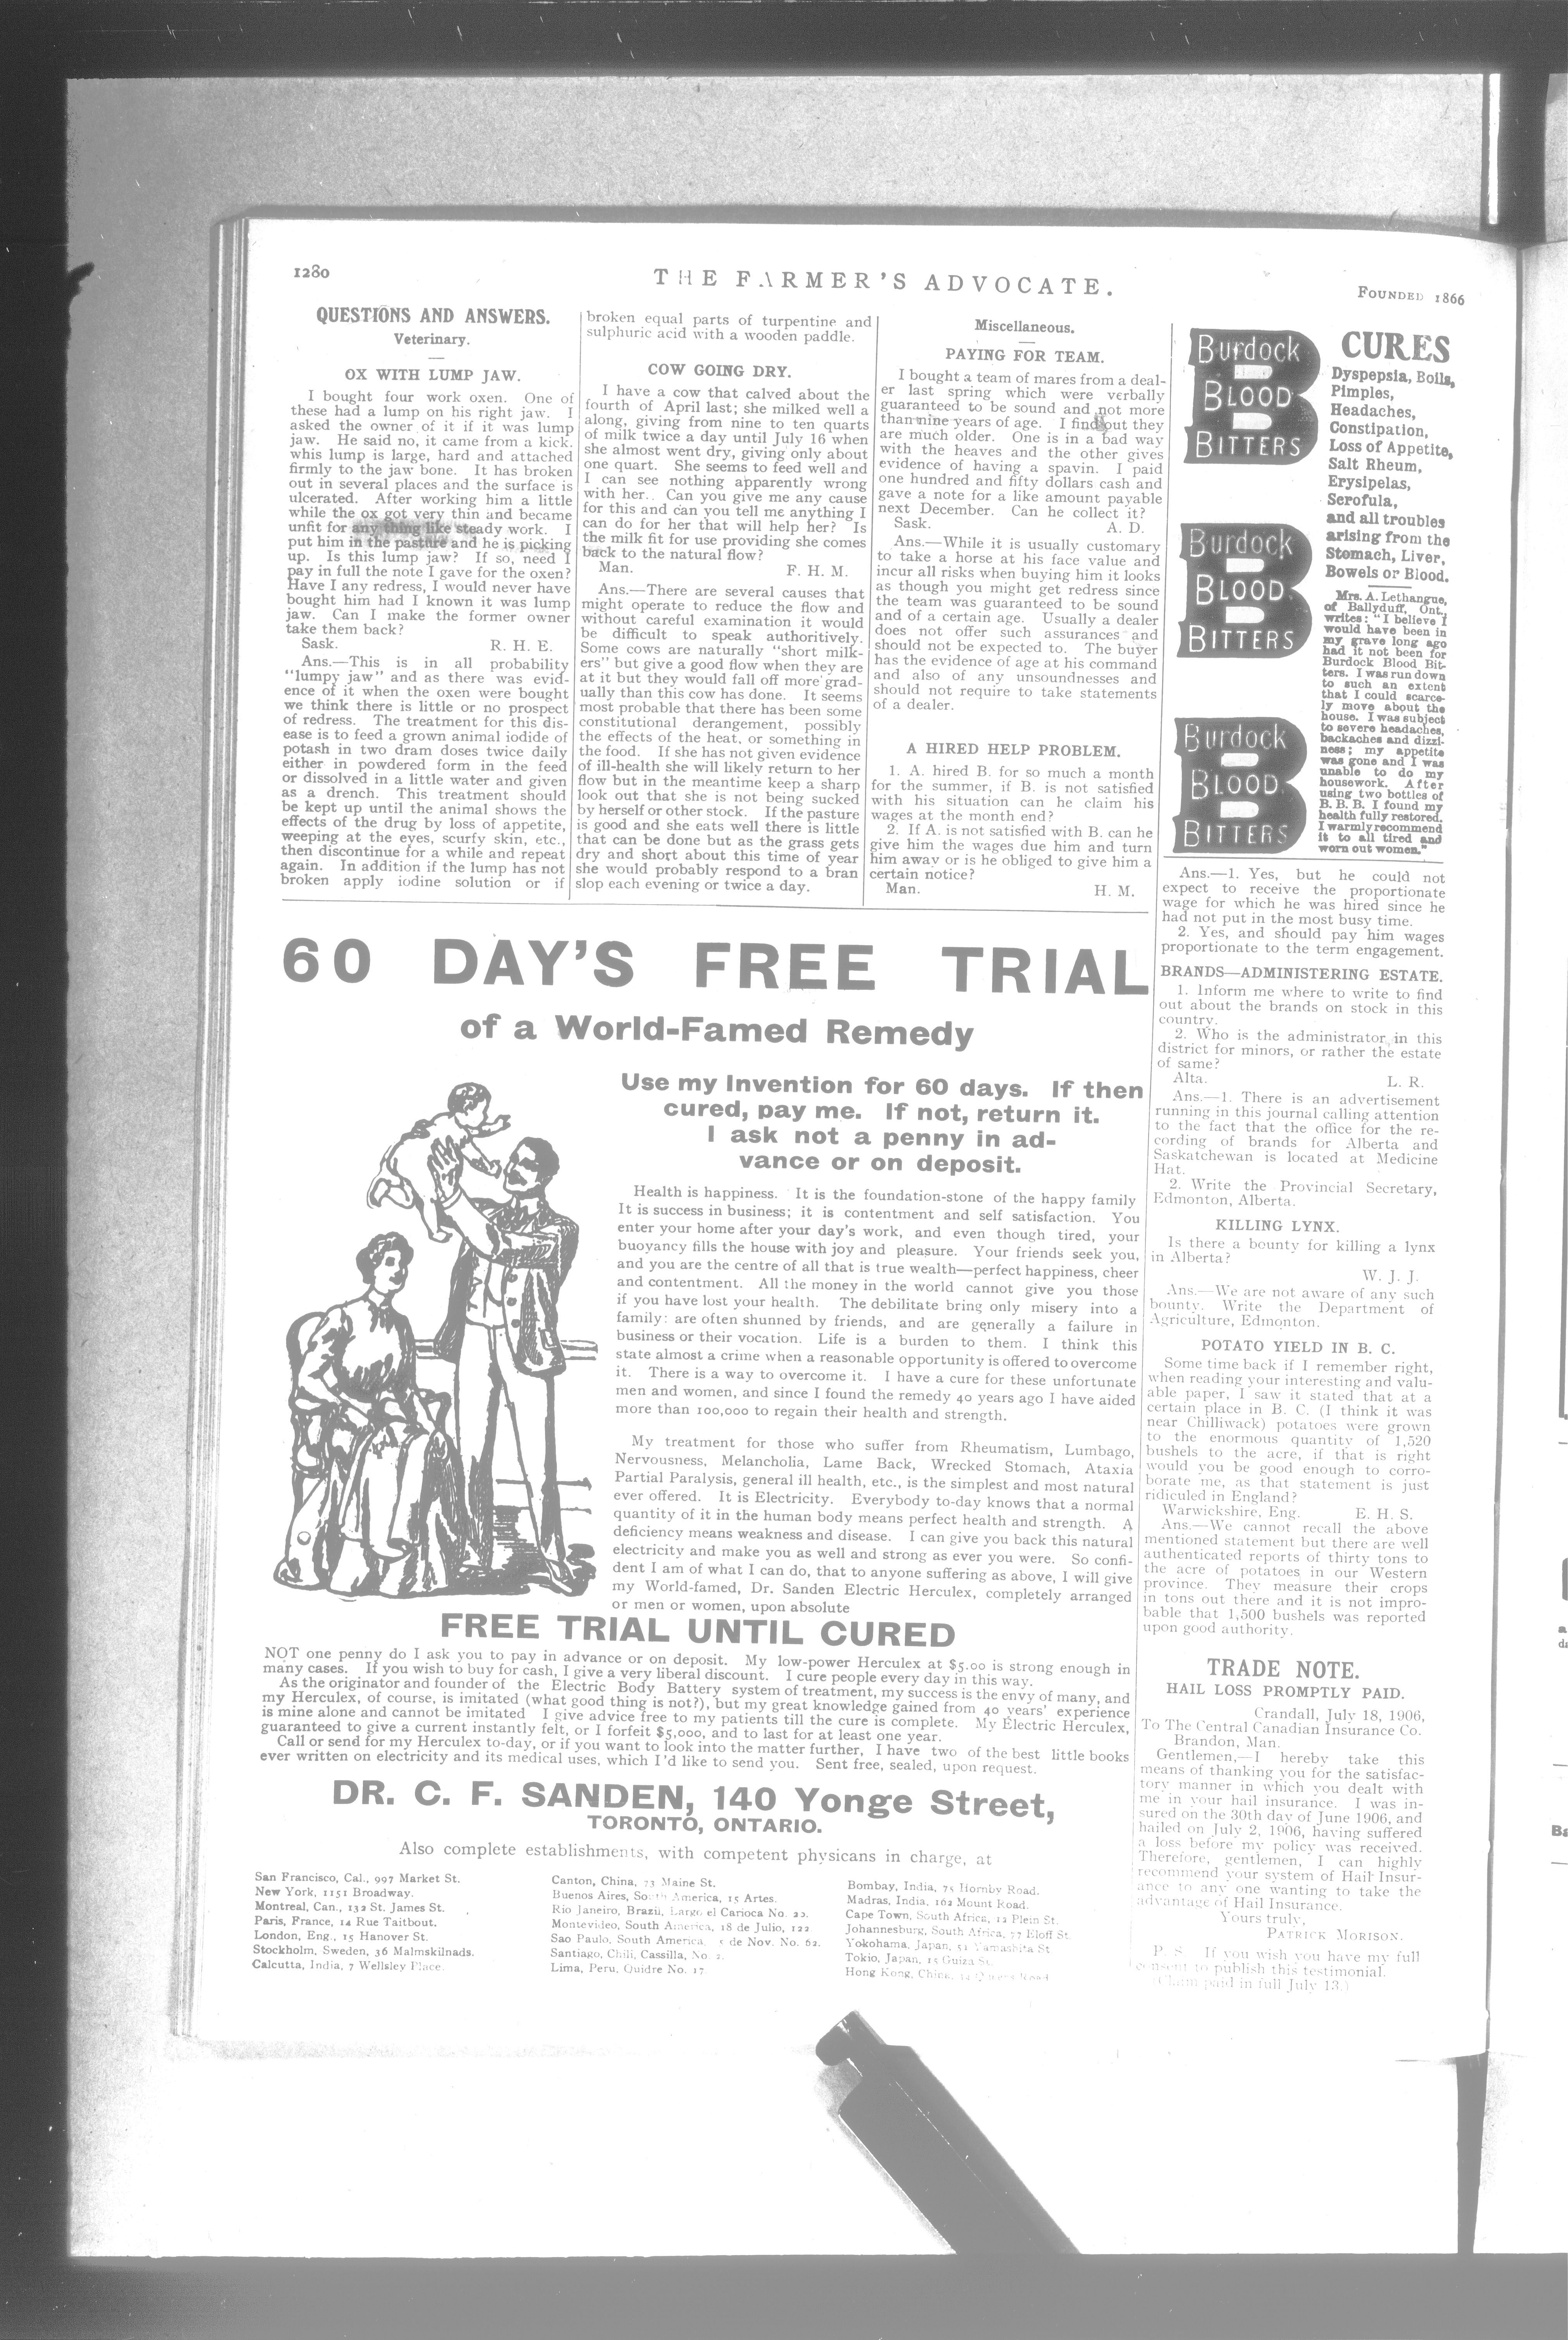 1280
THE FARMER'S ADVOCATE.
FOUNDED 1866
QUESTIONS AND ANSWERS.
Veterinary.
OX WITH LUMP JAW.
I bought four work oxen. One of
these had a lump on his right jaw. I
asked the owner of it if it was lump
jaw. He said no, it came from a kick.
whis lump is large, hard and attached
firmly to the jaw bone. It has broken
out in several places and the surface is
ulcerated. After working him a little
while the ox got very thin and became
unfit for any thing like steady work. I
put him in the pasture and he is picking
up. Is this lump jaw? If so, need I
pay in full the note I gave for the oxen?
Have I any redress, I would never have
bought him had I known it was lump
jaw. Can I make the former owner
take them back?
Sask. R. H. E.
Ans.—This is in all probability
"lumpy jaw" and as there was evid-
ence of it when the oxen were bought
we think there is little or no prospect
of redress. The treatment for this dis-
ease is to feed a grown animal iodide of
potash in two dram doses twice daily
either in powdered form in the feed
or dissolved in a little water and given
as a drench. This treatment should
be kept up until the animal shows the
effects of the drug by loss of appetite,
weeping at the eyes, scurfy skin, etc.,
then discontinue for a while and repeat
again. In addition if the lump has not
broken apply iodine solution or if
broken equal parts of turpentine and
sulphuric acid with a wooden paddle.
COW GOING DRY.
I have a cow that calved about the
fourth of April last; she milked well a
along, giving from nine to ten quarts
of milk twice a day until July 16 when
she almost went dry, giving only about
one quart. She seems to feed well and
I can see nothing apparently wrong
with her. Can you give me any cause
for this and can you tell me anything I
can do for her that will help her? Is
the milk fit for use providing she comes
back to the natural flow?
Man. F. H. M.
Ans.—There are several causes that
might operate to reduce the flow and
without careful examination it would
be difficult to speak authoritively.
Some cows are naturally "short milk-
ers" but give a good flow when they are
at it but they would fall off more grad-
ually than this cow has done. It seems
most probable that there has been some
constitutional derangement, possibly
the effects of the heat, or something in
the food. If she has not given evidence
of ill-health she will likely return to her
flow but in the meantime keep a sharp
look out that she is not being sucked
by herself or other stock. If the pasture
is good and she eats well there is little
that can be done but as the grass gets
dry and short about this time of year
she would probably respond to a bran
slop each evening or twice a day.
Miscellaneous.
PAYING FOR TEAM.
I bought a team of mares from a deal-
er last spring which were verbally
guaranteed to be sound and not more
than nine years of age. I find out they
are much older. One is in a bad way
with the heaves and the other gives
evidence of having a spavin. I paid
one hundred and fifty dollars cash and
gave a note for a like amount payable
next December. Can he collect it?
Sask. A. D.
Ans.—While it is usually customary
to take a horse at his face value and
incur all risks when buying him it looks
as though you might get redress since
the team was guaranteed to be sound
and of a certain age. Usually a dealer
does not offer such assurances and
should not be expected to. The buyer
has the evidence of age at his command
and also of any unsoundness and
should not require to take statements
of a dealer.
A HIRED HELP PROBLEM.
1. A. hired B. for so much a month
for the summer, if B. is not satisfied
with his situation can he claim his
wages at the month end?
2. If A. is not satisfied with B. can he
give him the wages due him and turn
him away or is he obliged to give him a
certain notice?
Man. H. M.
Burdock
BLOOD
BITTERS
Burdock
BLOOD
BITTERS
Burdock
BLOOD
BITTERS
CURES
Dyspepsia, Boils,
Pimples,
Headaches,
Constipation,
Loss of Appetite,
Salt Rheum,
Erysipelas,
Scrofula,
and all troubles
arising from the
Stomach, Liver,
Bowels or Blood.
Mrs. A. Lethangue,
of Ballyduff, Ont.,
writes: "I believe I
would have been in
my grave long ago
had it not been for
Burdock Blood Bit-
ters. I was run down
to such an extent
that I could scarce-
ly move about the
house. I was subject
to severe headaches,
backaches and dizzi-
ness; my appetite
was gone and I was
unable to do my
housework. After
using two bottles of
B. B. B. I found my
health fully restored.
I warmly recommend
it to all tired and
worn out women."
Ans.—1. Yes, but he could not
expect to receive the proportionate
wage for which he was hired since he
had not put in the most busy time.
2. Yes, and should pay him wages
proportionate to the term engagement.
BRANDS—ADMINISTERING ESTATE.
1. Inform me where to write to find
out about the brands on stock in this
country.
2. Who is the administrator in this
district for minors, or rather the estate
of same?
Alta. L. R.
Ans.—1. There is an advertisement
running in this journal calling attention
to the fact that the office for the re-
cording of brands for Alberta and
Saskatchewan is located at Medicine
Hat.
2. Write the Provincial Secretary,
Edmonton, Alberta.
KILLING LYNX.
Is there a bounty for killing a lynx
in Alberta?
W. J. J.
Ans.—We are not aware of any such
bounty. Write the Department of
Agriculture, Edmonton.
POTATO YIELD IN B. C.
Some time back if I remember right,
when reading your interesting and valu-
able paper, I saw it stated that at a
certain place in B. C. (I think it was
near Chilliwack) potatoes were grown
to the enormous quantity of 1,520
bushels to the acre, if that is right
would you be good enough to corro-
borate me, as that statement is just
ridiculed in England?
Warwickshire, Eng. E. H. S.
Ans.—We cannot recall the above
mentioned statement but there are well
authenticated reports of thirty tons to
the acre of potatoes in our Western
province. They measure their crops
in tons out there and it is not impro-
bable that 1,500 bushels was reported
upon good authority.
TRADE NOTE.
HAIL LOSS PROMPTLY PAID.
Crandall, July 18, 1906,
To The Central Canadian Insurance Co.
Brandon, Man.
Gentlemen,—I hereby take this
means of thanking you for the satisfac-
tory manner in which you dealt with
me in your hail insurance. I was in-
sured on the 30th day of June 1906, and
hailed on July 2, 1906, having suffered
a loss before my policy was received.
Therefore, gentlemen, I can highly
recommend your system of Hail Insur-
ance to any one wanting to take the
advantage of Hail Insurance.
Yours truly,
PATRICK MORISON.
P. S. If you wish you have my full
consent to publish this testimonial.
(Claim paid in full July 13.)
60 DAY'S FREE TRIAL
of a World-Famed Remedy
Use my Invention for 60 days. If then
cured, pay me. If not, return it.
I ask not a penny in ad-
vance or on deposit.
Health is happiness. It is the foundation-stone of the happy family
It is success in business; it is contentment and self satisfaction. You
enter your home after your day's work, and even though tired, your
buoyancy fills the house with joy and pleasure. Your friends seek you,
and you are the centre of all that is true wealth—perfect happiness, cheer
and contentment. All the money in the world cannot give you those
if you have lost your health. The debilitate bring only misery into a
family: are often shunned by friends, and are generally a failure in
business or their vocation. Life is a burden to them. I think this
state almost a crime when a reasonable opportunity is offered to overcome
it. There is a way to overcome it. I have a cure for these unfortunate
men and women, and since I found the remedy 40 years ago I have aided
more than 100,000 to regain their health and strength.
My treatment for those who suffer from Rheumatism, Lumbago,
Nervousness, Melancholia, Lame Back, Wrecked Stomach, Ataxia
Partial Paralysis, general ill health, etc., is the simplest and most natural
ever offered. It is Electricity. Everybody to-day knows that a normal
quantity of it in the human body means perfect health and strength. A
deficiency means weakness and disease. I can give you back this natural
electricity and make you as well and strong as ever you were. So confi-
dent I am of what I can do, that to anyone suffering as above, I will give
my World-famed, Dr. Sanden Electric Herculex, completely arranged
or men or women, upon absolute
FREE TRIAL UNTIL CURED
NOT one penny do I ask you to pay in advance or on deposit. My low-power Herculex at $5.00 is strong enough in
many cases. If you wish to buy for cash, I give a very liberal discount. I cure people every day in this way.
As the originator and founder of the Electric Body Battery system of treatment, my success is the envy of many, and
my Herculex, of course, is imitated (what good thing is not?), but my great knowledge gained from 40 years' experience
is mine alone and cannot be imitated I give advice free to my patients till the cure is complete. My Electric Herculex,
guaranteed to give a current instantly felt, or I forfeit $5,000, and to last for at least one year.
Call or send for my Herculex to-day, or if you want to look into the matter further, I have two of the best little books
ever written on electricity and its medical uses, which I'd like to send you. Sent free, sealed, upon request.
DR. C. F. SANDEN, 140 Yonge Street,
TORONTO, ONTARIO.
Also complete establishments, with competent physicans in charge, at
San Francisco, Cal., 997 Market St.
New York, 1151 Broadway.
Montreal, Can., 132 St. James St.
Paris, France, 14 Rue Taitbout.
London, Eng., 15 Hanover St.
Stockholm, Sweden, 36 Malmskilnads.
Calcutta, India, 7 Wellsley Place.
Canton, China, 73 Maine St.
Buenos Aires, South America, 15 Artes.
Rio Janeiro, Brazil, Largo el Carioca No. 22.
Montevideo, South America, 18 de Julio, 122
Sao Paulo, South America, de Nov. No. 62.
Santiago, Chili, Cassilla, No. 2.
Lima, Peru, Quidre No. 17
Bombay, India, 75 Hornby Road.
Madras, India, 162 Mount Road.
Cape Town, South Africa, 12 Plein St.
Johannesburg, South Africa, 77 Eloff St.
Yokohama, Japan, 51 Yamashita St
Tokio, Japan, 15 Guiza St.
Hong Kong, China, Road